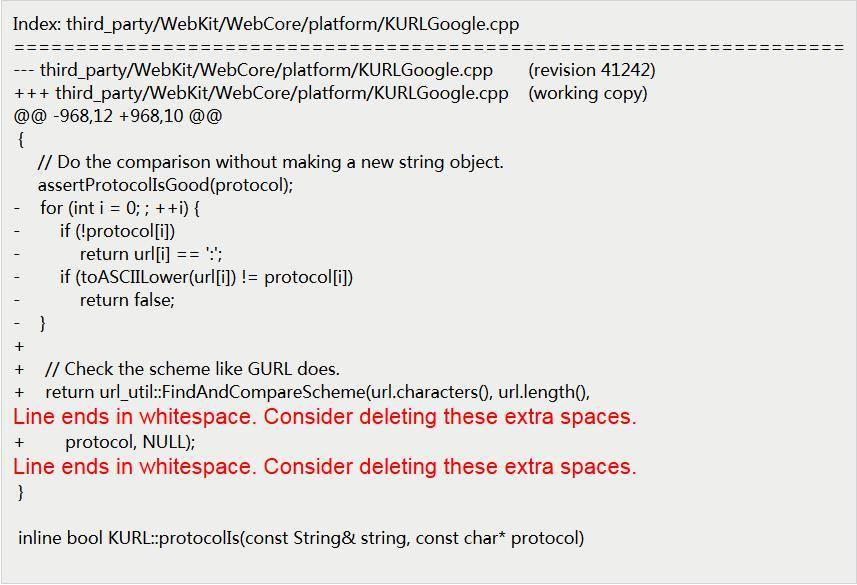 Index: third_party/WebKit/WebCore/platform/KURLGoogle.cpp
===================================================================
--- third_party/WebKit/WebCore/platform/KURLGoogle.cpp (revision 41242)
+++ third_party/WebKit/WebCore/platform/KURLGoogle.cpp (working copy)
@@ -968,12 +968,10 @@
{
// Do the comparison without making a new string object.
assertProtocolIsGood(protocol);
- for (int i = 0; ; ++i) {
- if (!protocol[i])
- return url[i] == ':';
- if (toASCIILower(url[i]) != protocol[i])
- return false;
- }
+
+ // Check the scheme like GURL does.
+ return url_util::FindAndCompareScheme(url.characters(), url.length(),
Line ends in whitespace. Consider deleting these extra spaces.
+ protocol, NULL);
Line ends in whitespace. Consider deleting these extra spaces.
}
inline bool KURL::protocolIs(const String& string, const char* protocol)